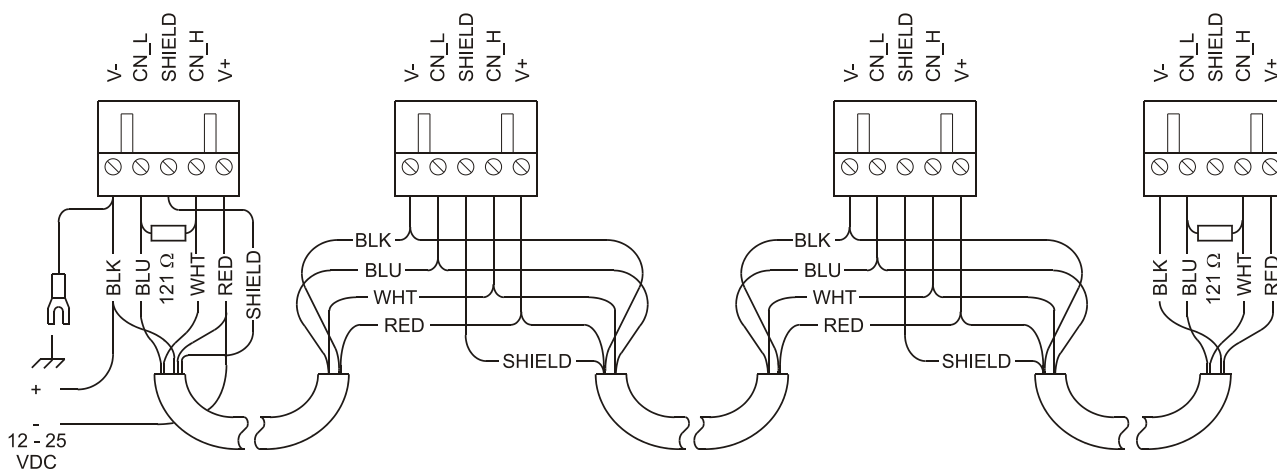 V- CN_L SHIELD CN_H V+
V- CN_L SHIELD CN_H V+
V- CN_L SHIELD CN_H V+
V- CN_L SHIELD CN_H V+
BLK BLU 121 Ω WHT RED SHIELD
BLK
BLU
WHT
RED
SHIELD
BLK
BLU
WHT
RED
SHIELD
BLK BLU 121 Ω WHT RED
+
-
12 - 25
VDC